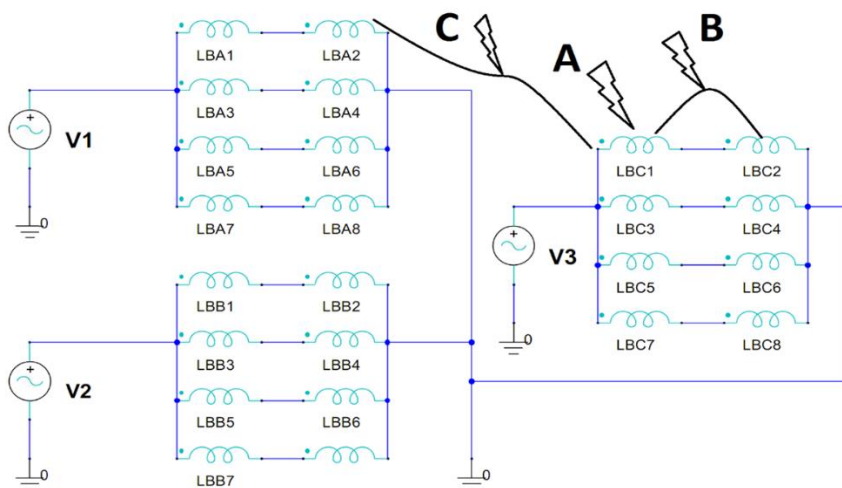 C
B
A
LBA1 LBA2
LBA3 LBA4
V1
LBA5 LBA6
LBC1 LBC2
LBA7 LBA8
LBC3 LBC4
0
V3
LBC5 LBC6
LBB1 LBB2
LBC7 LBC8
0
LBB3 LBB4
V2
LBB5 LBB6
LBB7
0
0